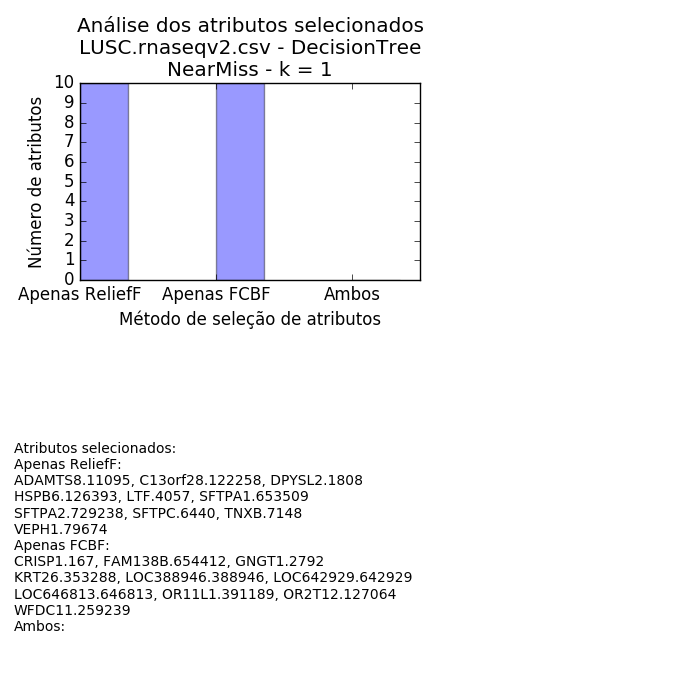 Análise dos atributos selecionados
LUSC.rnaseqv2.csv - DecisionTree
NearMiss - k = 1
10
9
8
7
6
5
4
3
2
1
0
Número de atributos
Apenas ReliefF
Apenas FCBF
Ambos
Método de seleção de atributos
Atributos selecionados:
Apenas ReliefF:
ADAMTS8.11095, C13orf28.122258, DPYSL2.1808
HSPB6.126393, LTF.4057, SFTPA1.653509
SFTPA2.729238, SFTPC.6440, TNXB.7148
VEPH1.79674
Apenas FCBF:
CRISP1.167, FAM138B.654412, GNGT1.2792
KRT26.353288, LOC388946.388946, LOC642929.642929
LOC646813.646813, OR11L1.391189, OR2T12.127064
WFDC11.259239
Ambos: